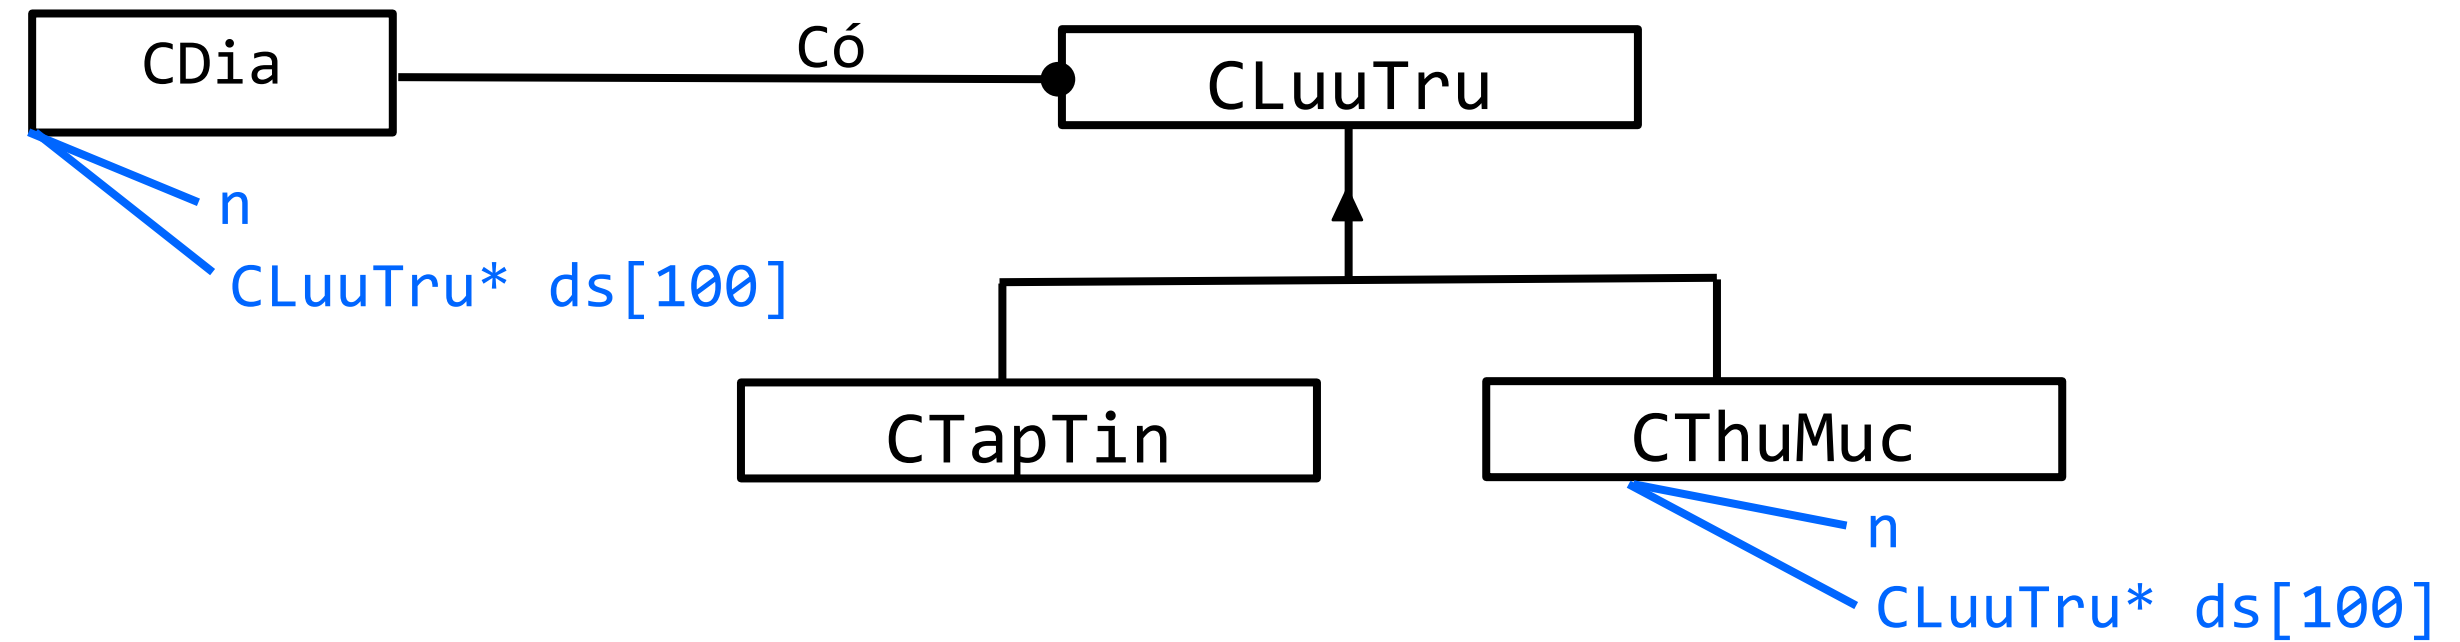 CDia
Có
CLuuTru
n
CLuuTru* ds[100]
CTapTin
CThuMuc
n
CLuuTru* ds[100]